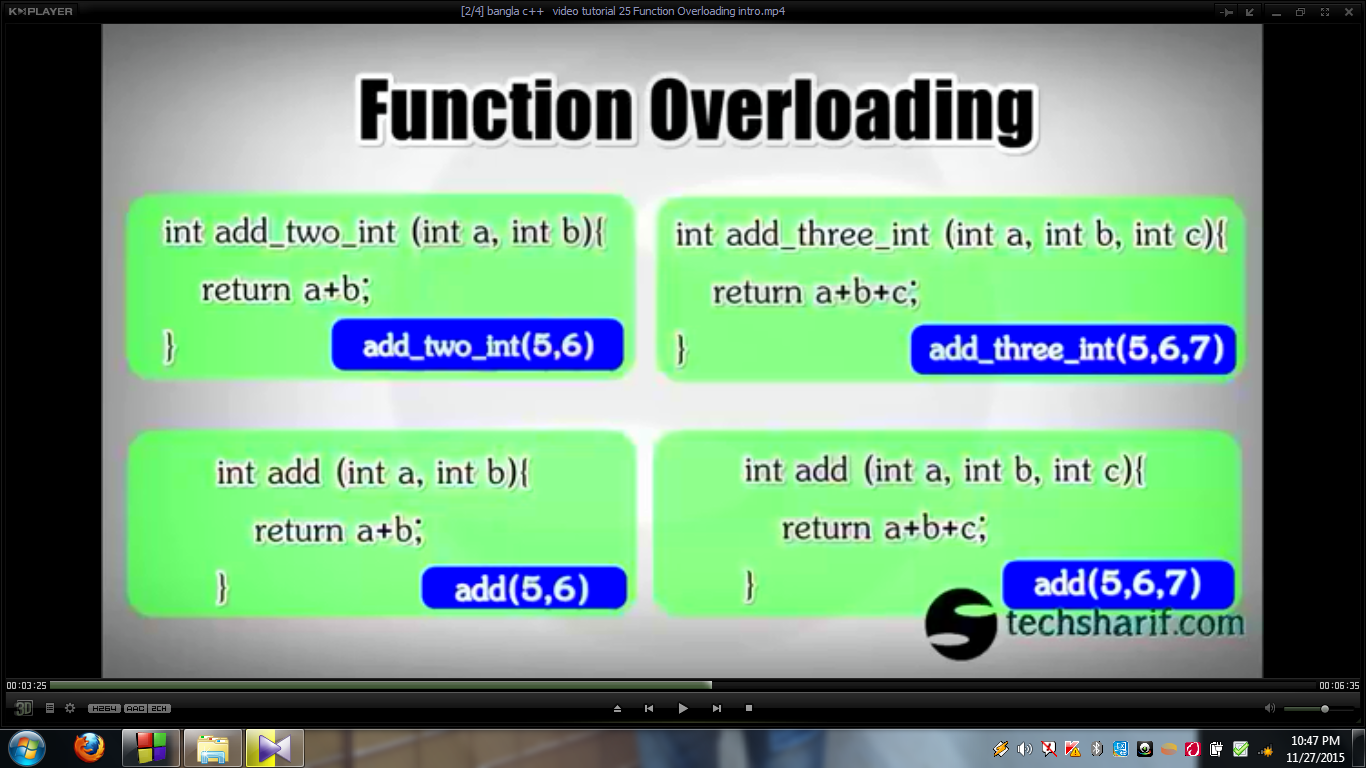 K▶MPLAYER
[2/4] bangla c++   video tutorial 25 Function Overloading intro.mp4
Function Overloading
int add_two_int (int a, int b){
return a+b;
}
add_two_int(5,6)
int add_three_int (int a, int b, int c){
return a+b+c;
}
add_three_int(5,6,7)
int add (int a, int b){
return a+b;
}
add(5,6)
int add (int a, int b, int c){
return a+b+c;
}
add(5,6,7)
techsharif.com
00:03:25
00:06:35
3D
H264 AAC 2CH
10:47 PM
11/27/2015